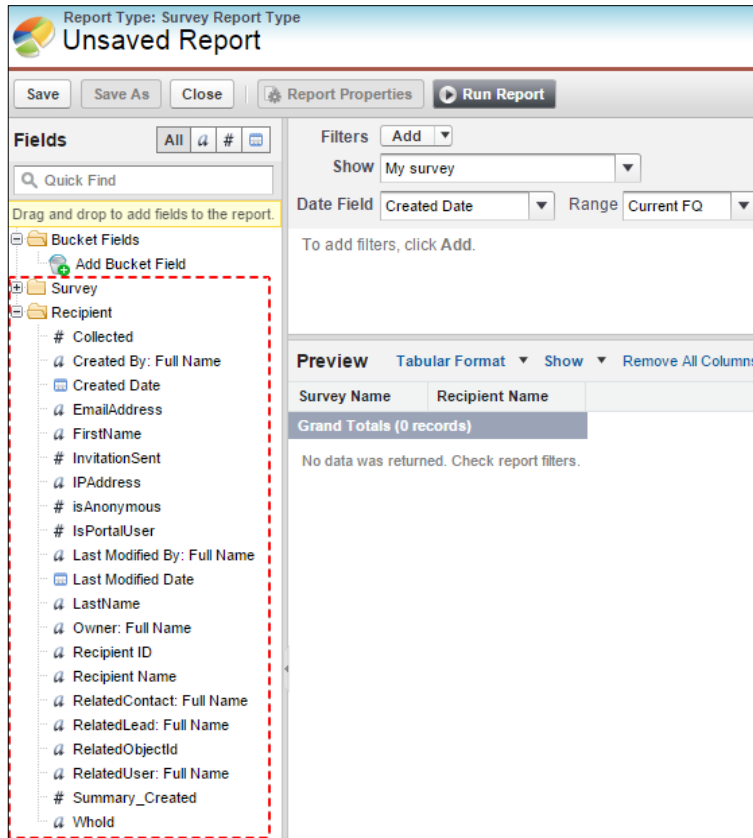 Report Type: Survey Report Type
Unsaved Report
Save Save As Close Report Properties Run Report
Fields All a #
Quick Find
Drag and drop to add fields to the report.
Bucket Fields
Add Bucket Field
Survey
Recipient
# Collected
a Created By: Full Name
Created Date
a EmailAddress
a FirstName
# InvitationSent
a IPAddress
# isAnonymous
# IsPortalUser
a Last Modified By: Full Name
Last Modified Date
a LastName
a Owner: Full Name
a Recipient ID
a Recipient Name
a RelatedContact: Full Name
a RelatedLead: Full Name
a RelatedObjectId
a RelatedUser: Full Name
# Summary_Created
a WhoId
Filters Add
Show My survey
Date Field Created Date Range Current FQ
To add filters, click Add.
Preview Tabular Format Show Remove All Columns
Survey Name Recipient Name
Grand Totals (0 records)
No data was returned. Check report filters.